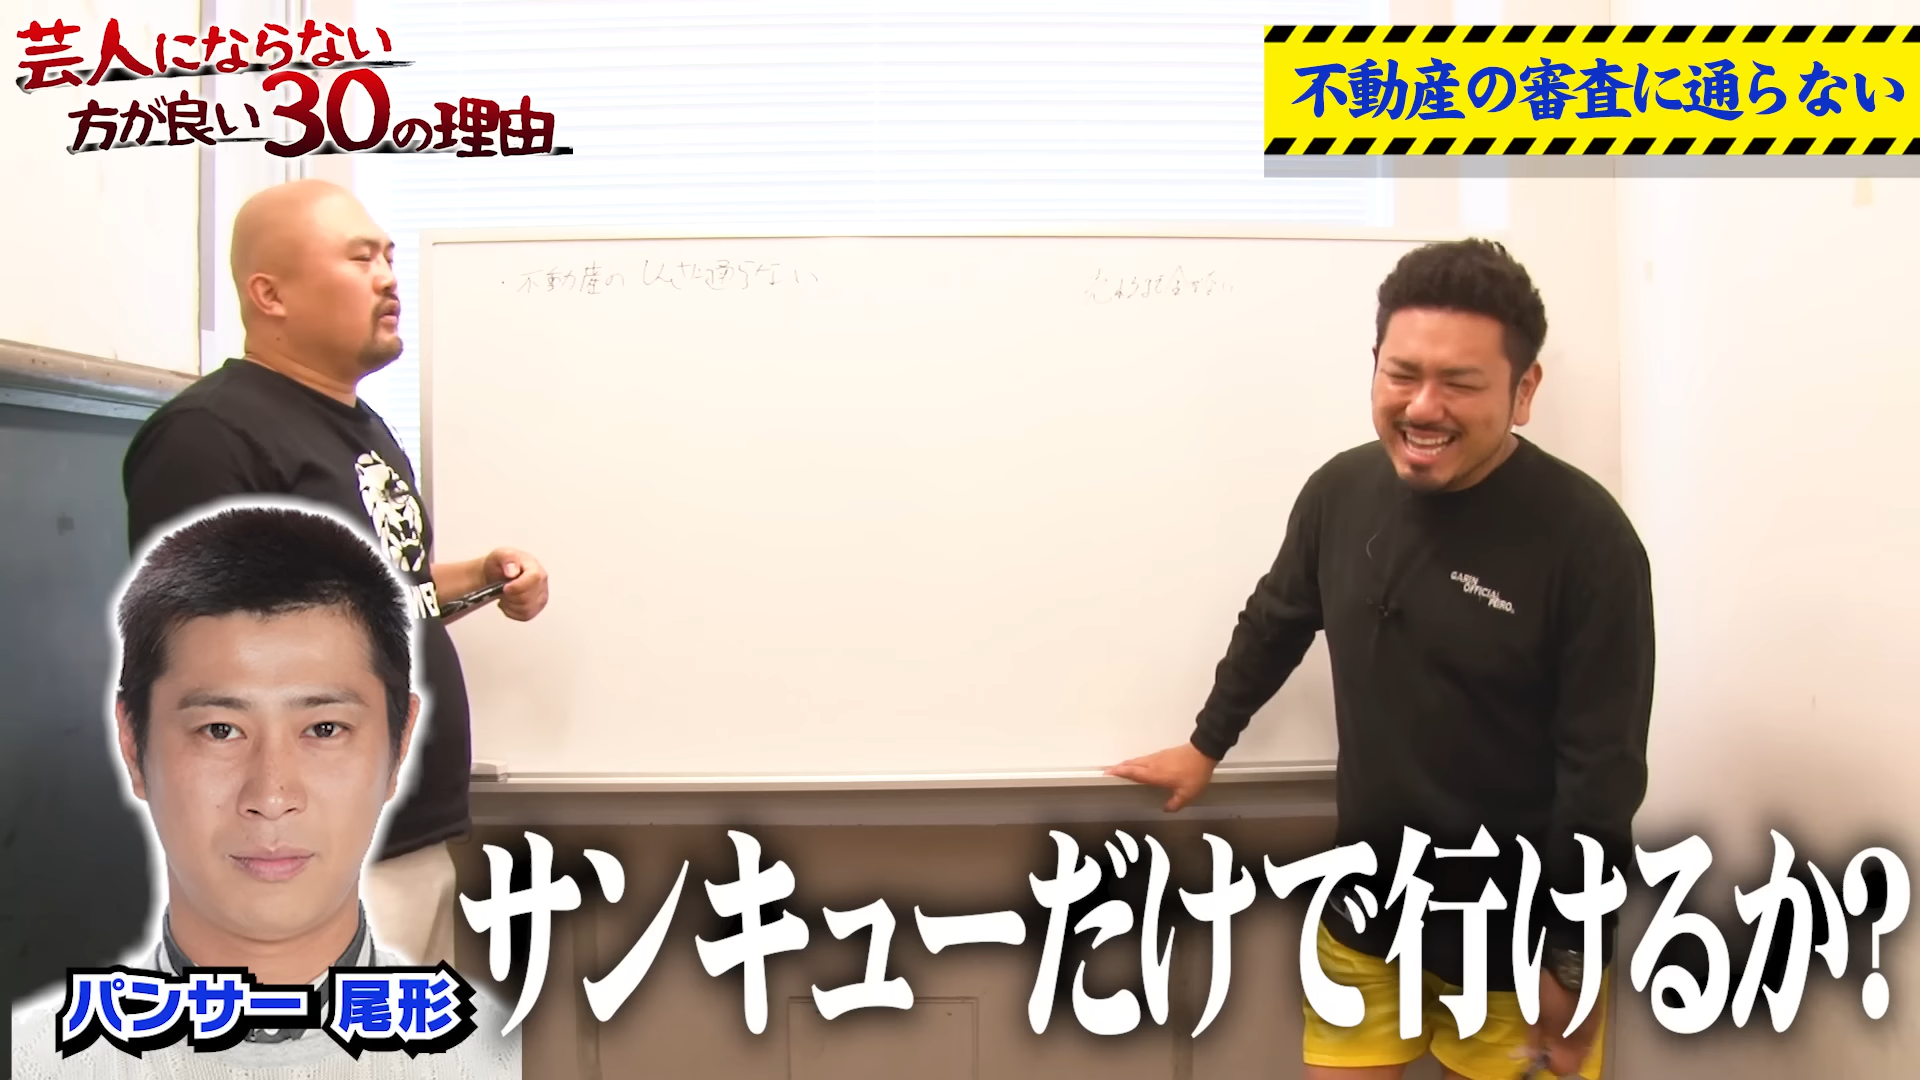 芸人にならない
方が良い30の理由
不動産の審査に通らない
・不動産の しんさに通らない
GAREN
OFFICIAL
PEIRO.
パンサー 尾形
サンキューだけで行けるか?